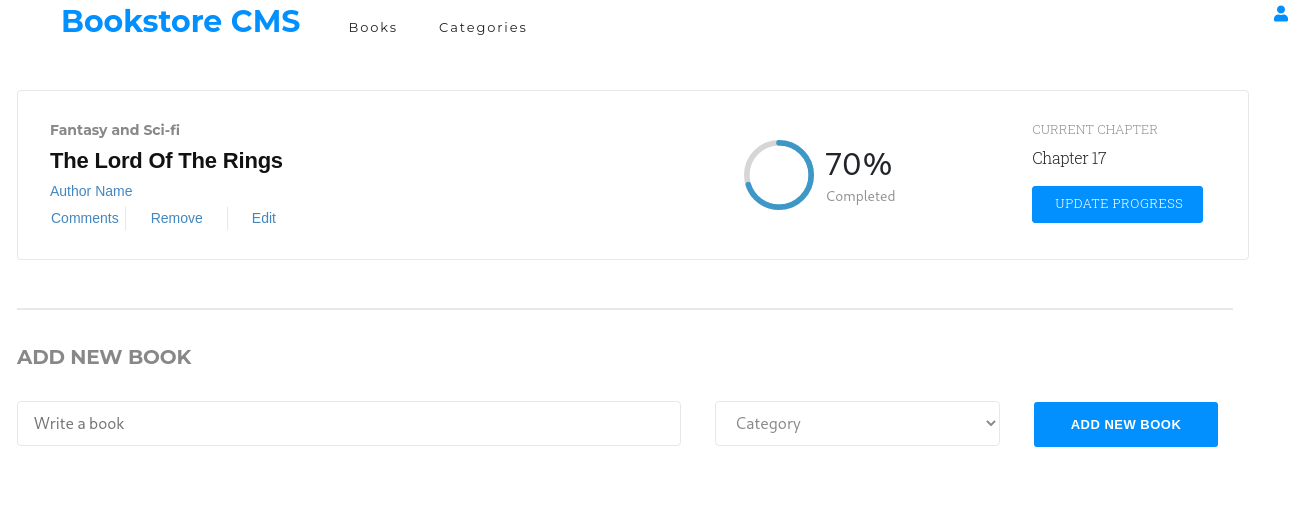 Bookstore CMS
Books
Categories
Fantasy and Sci-fi
The Lord Of The Rings
Author Name
Comments
Remove
Edit
70%
Completed
CURRENT CHAPTER
Chapter 17
UPDATE PROGRESS
ADD NEW BOOK
Write a book
Category
ADD NEW BOOK